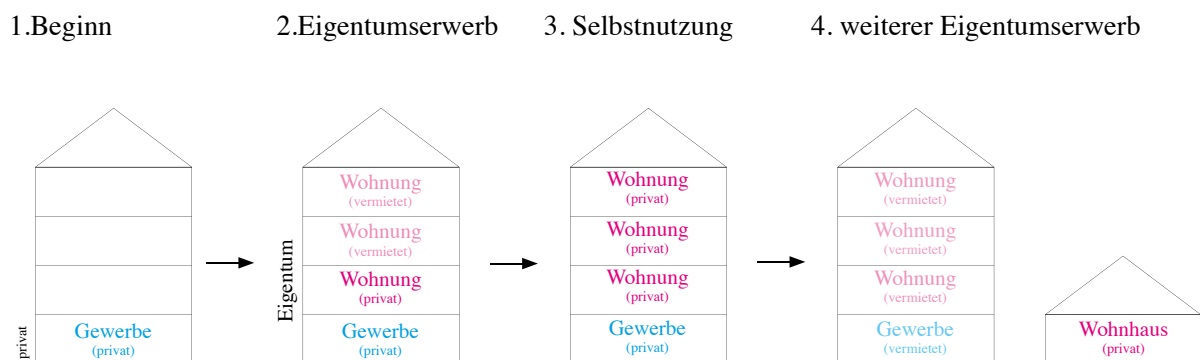 1.Beginn
2.Eigentumserwerb
3. Selbstnutzung
4. weiterer Eigentumserwerb
privat
Gewerbe
(privat)
Eigentum
Wohnung
(vermietet)
Wohnung
(vermietet)
Wohnung
(privat)
Gewerbe
(privat)
Wohnung
(privat)
Wohnung
(privat)
Wohnung
(privat)
Gewerbe
(privat)
Wohnung
(vermietet)
Wohnung
(vermietet)
Wohnung
(vermietet)
Gewerbe
(vermietet)
Wohnhaus
(privat)